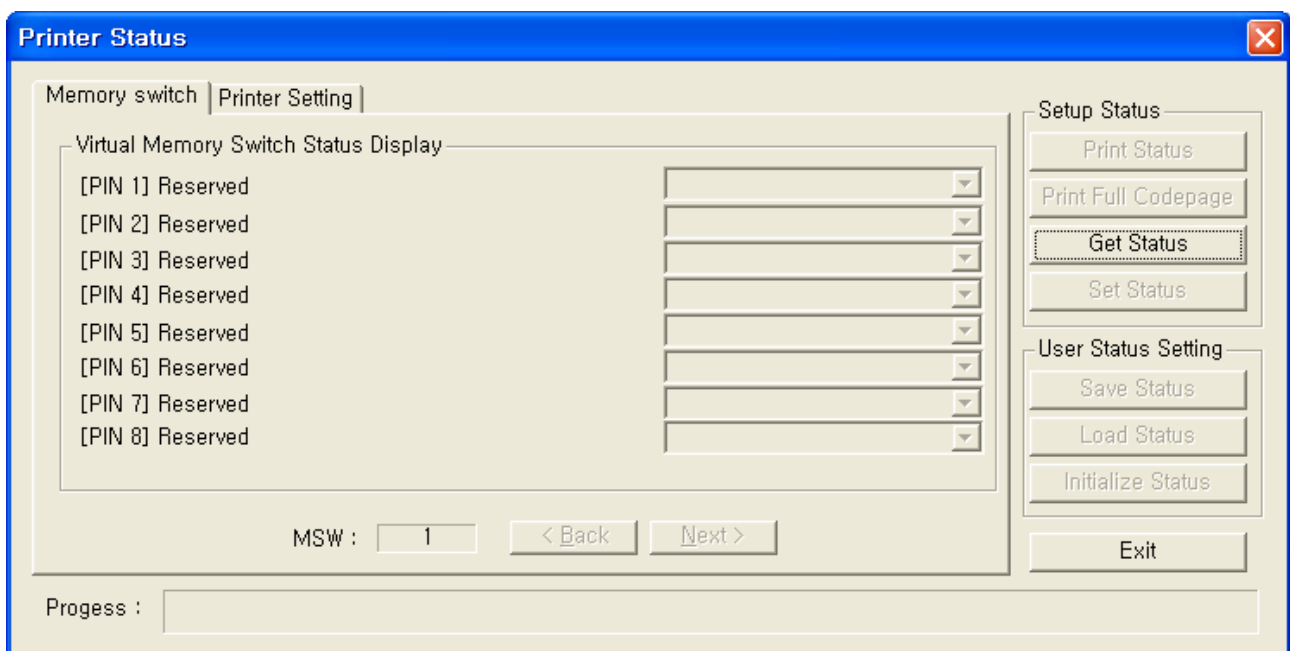 Printer Status
Memory switch
Printer Setting
Virtual Memory Switch Status Display
[PIN 1] Reserved
[PIN 2] Reserved
[PIN 3] Reserved
[PIN 4] Reserved
[PIN 5] Reserved
[PIN 6] Reserved
[PIN 7] Reserved
[PIN 8] Reserved
MSW : 1 < Back Next >
Setup Status
Print Status
Print Full Codepage
Get Status
Set Status
User Status Setting
Save Status
Load Status
Initialize Status
Exit
Progess :